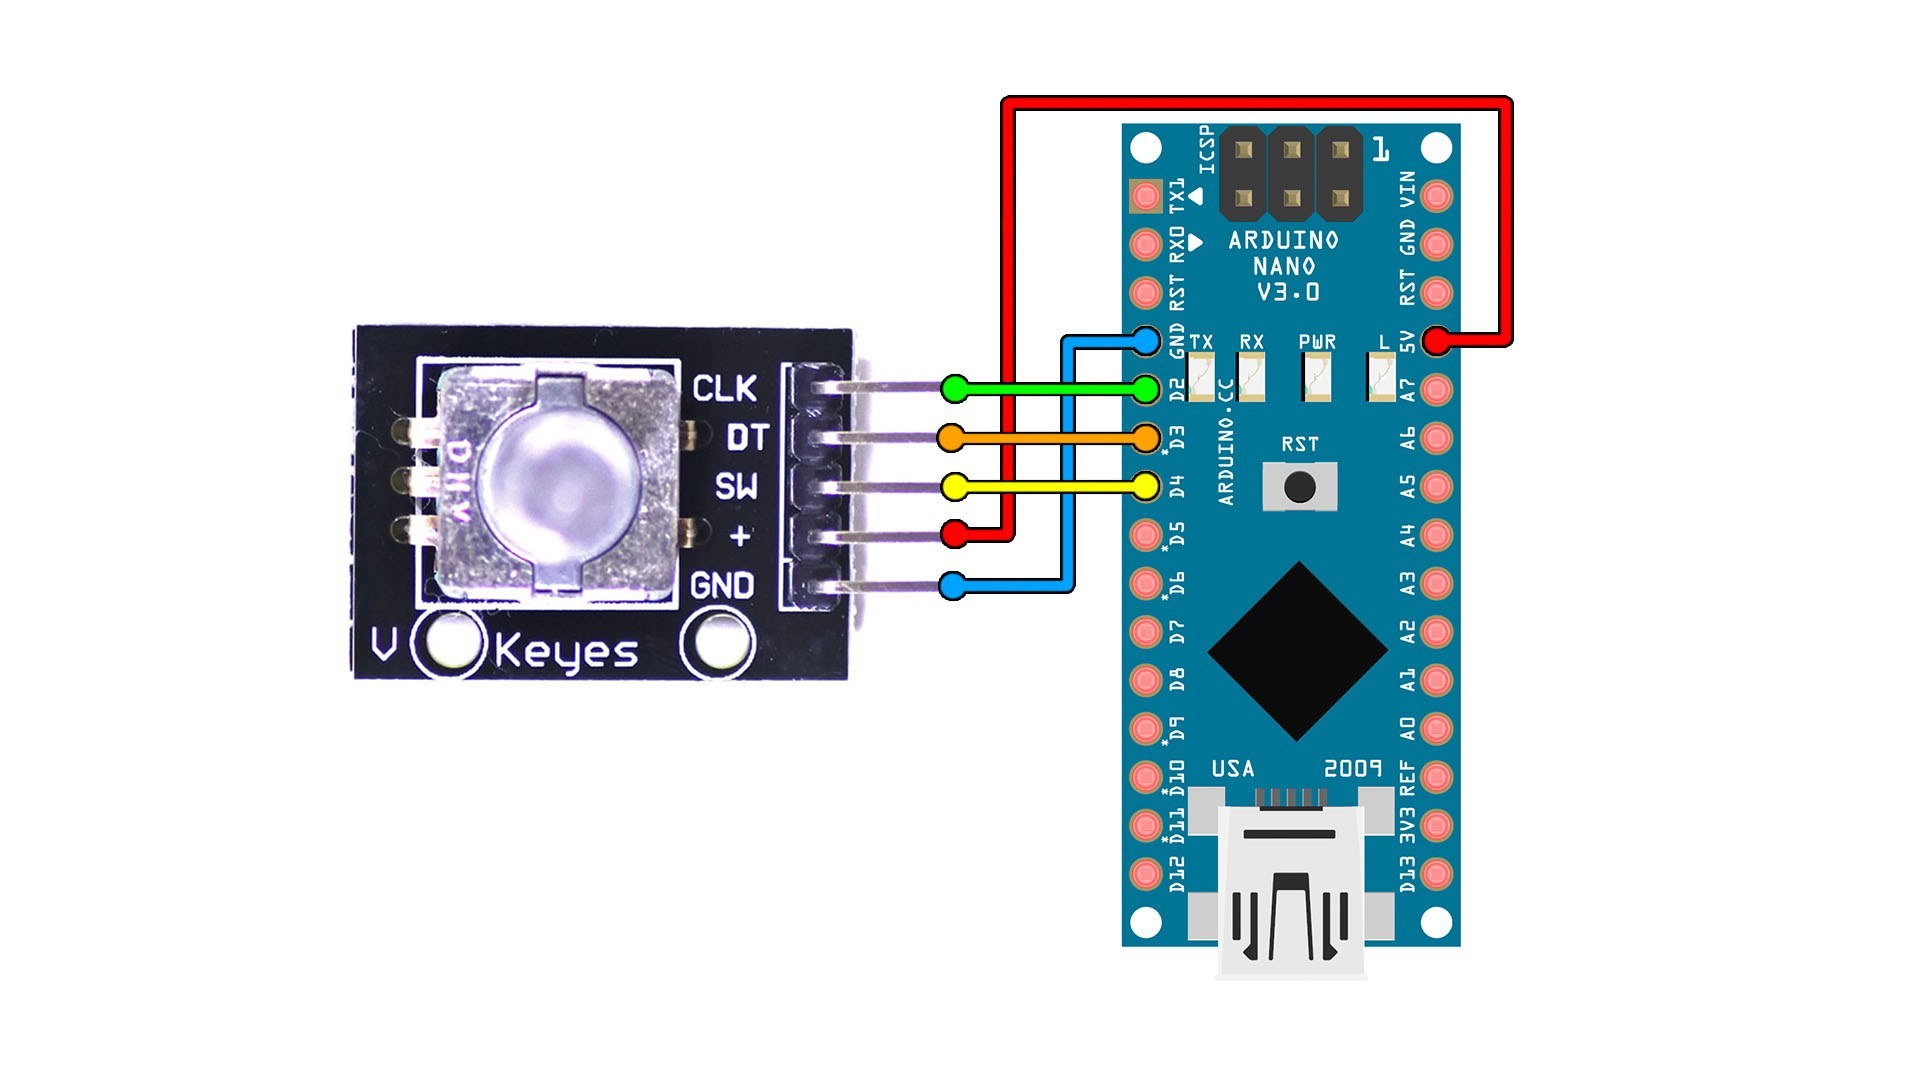 CLK
DT
SW
+
GND
V Keyes
ICSP
1
TX1
RX0
RST
GND
D2
*D3
D4
*D5
*D6
D7
D8
*D9
*D10
*D11
D12
ARDUINO
NANO
V3.0
TX RX PWR L
ARDUINO.CC
RST
USA 2009
VIN
GND
RST
5V
A7
A6
A5
A4
A3
A2
A1
A0
REF
3V3
D13